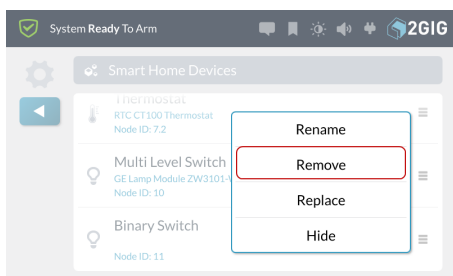 System Ready To Arm
2GIG
Smart Home Devices
Thermostat
RTC CT100 Thermostat
Node ID: 7.2
Multi Level Switch
GE Lamp Module ZW3101-
Node ID: 10
Binary Switch
Node ID: 11
Rename
Remove
Replace
Hide